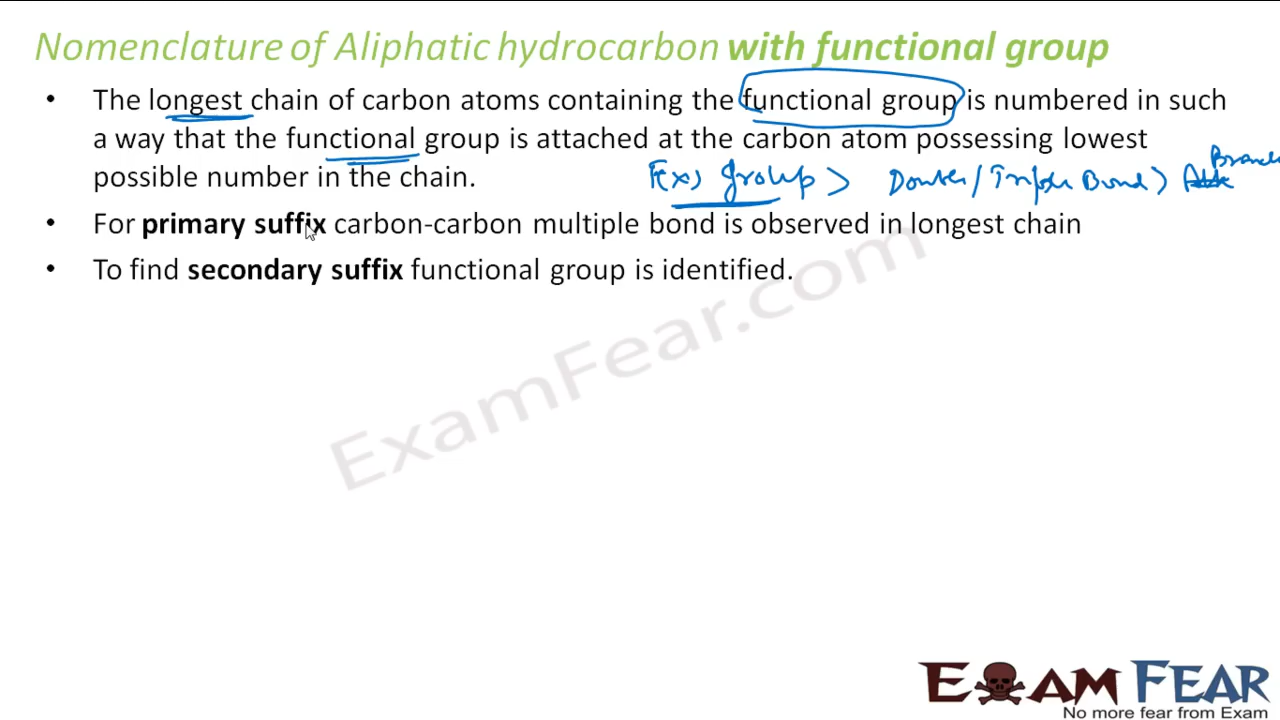 Nomenclature of Aliphatic hydrocarbon with functional group
• The longest chain of carbon atoms containing the functional group is numbered in such
a way that the functional group is attached at the carbon atom possessing lowest
possible number in the chain.
f(x) group > Double/Triple Bond > Branch
• For primary suffix carbon-carbon multiple bond is observed in longest chain
• To find secondary suffix functional group is identified.
ExamFear.com
EXAM FEAR
No more fear from Exam